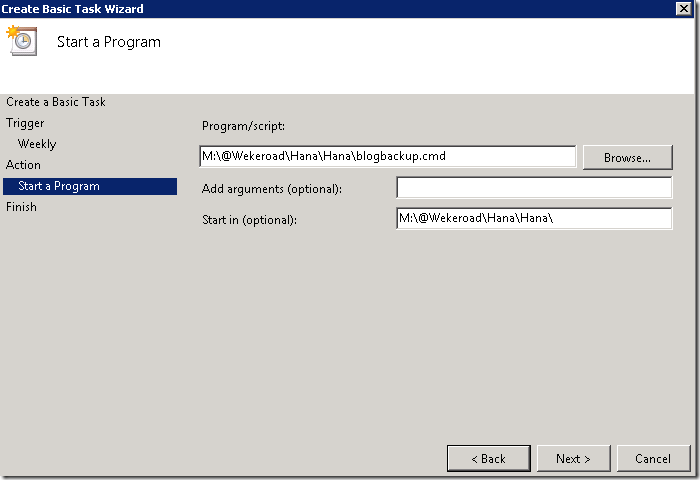 Create Basic Task Wizard
Start a Program
Create a Basic Task
Trigger
Weekly
Action
Start a Program
Finish
Program/script:
M:\@Wekeroad\Hana\Hana\blogbackup.cmd
Browse...
Add arguments (optional):
Start in (optional):
M:\@Wekeroad\Hana\Hana\
< Back
Next >
Cancel